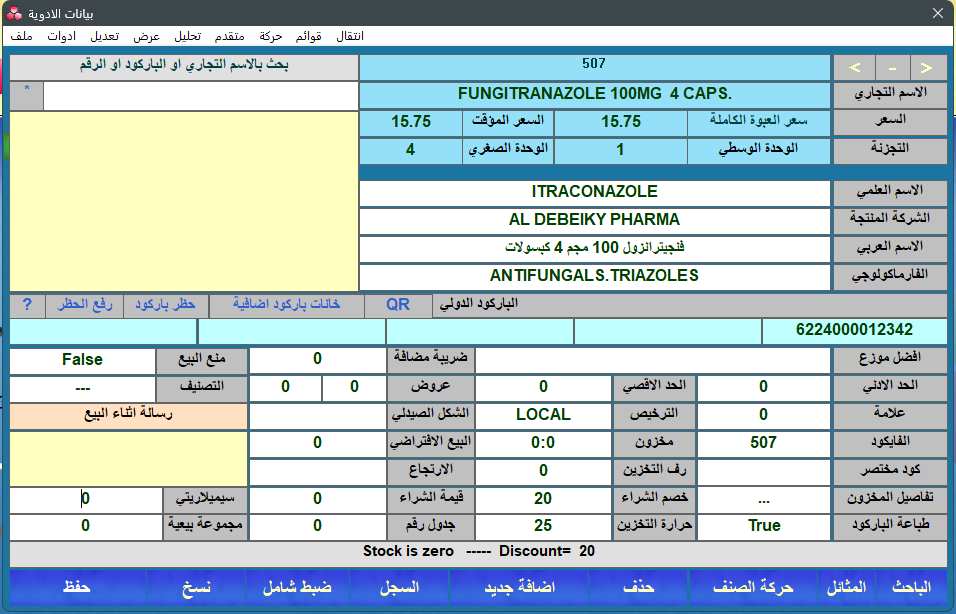 بيانات الادوية
ملف ادوات تعديل عرض تحليل متقدم حركة قوائم انتقال
< - > 507 بحث بالاسم التجاري او الباركود او الرقم
الاسم التجاري FUNGITRANAZOLE 100MG 4 CAPS. *
السعر سعر العبوة الكاملة 15.75 السعر المؤقت 15.75
التجزئة الوحدة الوسطي 1 الوحدة الصغري 4
الاسم العلمي ITRACONAZOLE
الشركة المنتجة AL DEBEIKY PHARMA
الاسم العربي فنجيترانزول 100 مجم 4 كبسولات
الفارماكولوجي ANTIFUNGALS.TRIAZOLES
الباركود الدولي QR خانات باركود اضافية حظر باركود رفع الحظر ?
6224000012342
افضل موزع ضريبة مضافة 0 منع البيع False
الحد الادني 0 الحد الاقصي 0 عروض 0 0 التصنيف ---
علامة 0 الترخيص LOCAL الشكل الصيدلي رسالة اثناء البيع
الفايكود 507 مخزون 0:0 البيع الافتراضي 0
كود مختصر رف التخزين 0 الارتجاع
تفاصيل المخزون ... خصم الشراء 20 قيمة الشراء 0 سيميلاريتي 0
طباعة الباركود True حرارة التخزين 25 جدول رقم 0 مجموعة بيعية 0
Stock is zero ----- Discount= 20
الباحث المثائل حركة الصنف حذف اضافة جديد السجل ضبط شامل نسخ حفظ